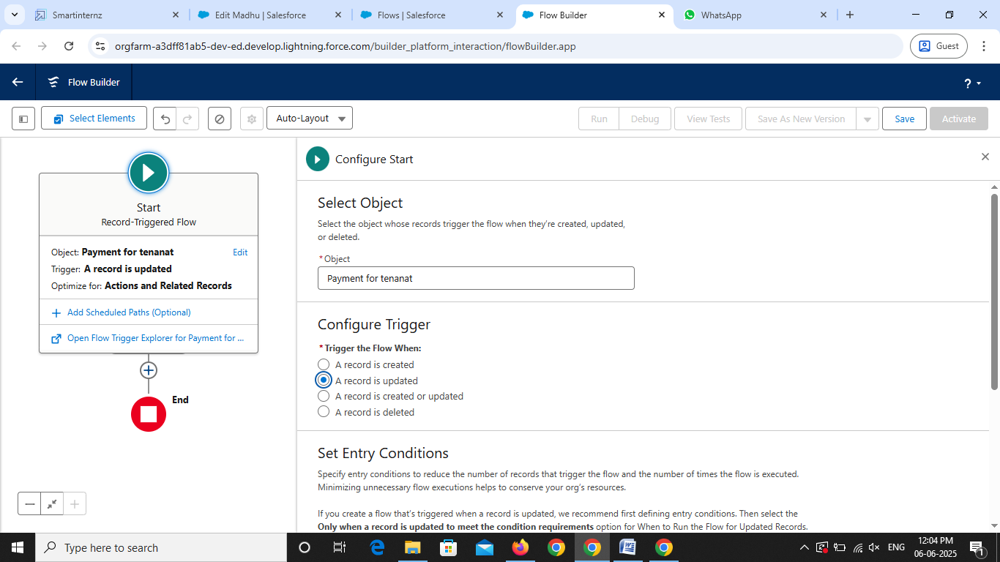 Smartinternz
Edit Madhu | Salesforce
Flows | Salesforce
Flow Builder
WhatsApp
orgfarm-a3dff81ab5-dev-ed.develop.lightning.force.com/builder_platform_interaction/flowBuilder.app
Guest
Flow Builder
?
Select Elements
Auto-Layout
Run
Debug
View Tests
Save As New Version
Save
Activate
Start
Record-Triggered Flow
Object: Payment for tenanat
Edit
Trigger: A record is updated
Optimize for: Actions and Related Records
Add Scheduled Paths (Optional)
Open Flow Trigger Explorer for Payment for ...
End
Configure Start
Select Object
Select the object whose records trigger the flow when they're created, updated,
or deleted.
*Object
Payment for tenanat
Configure Trigger
*Trigger the Flow When:
A record is created
A record is updated
A record is created or updated
A record is deleted
Set Entry Conditions
Specify entry conditions to reduce the number of records that trigger the flow and the number of times the flow is executed.
Minimizing unnecessary flow executions helps to conserve your org's resources.
If you create a flow that's triggered when a record is updated, we recommend first defining entry conditions. Then select the
Only when a record is updated to meet the condition requirements option for When to Run the Flow for Updated Records.
Type here to search
ENG
12:04 PM
06-06-2025
1